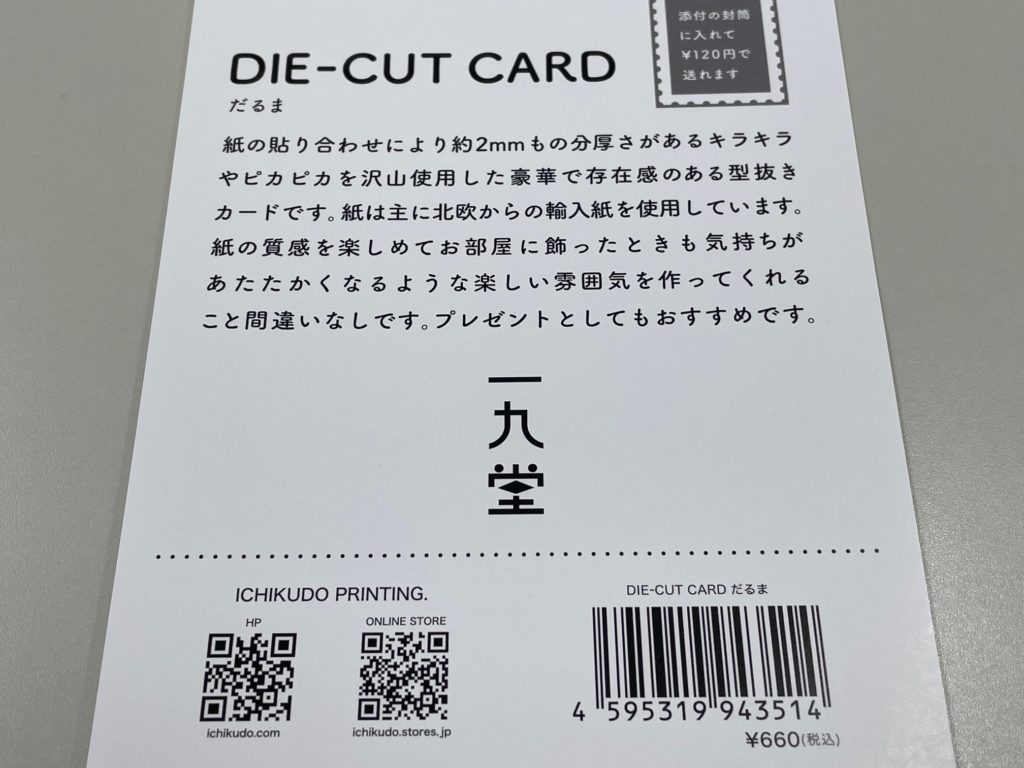 添付の封筒
に入れて
¥120円で
送れます
DIE-CUT CARD
だるま
紙の貼り合わせにより約2mmもの分厚さがあるキラキラ
やピカピカを沢山使用した豪華で存在感のある型抜き
カードです。紙は主に北欧からの輸入紙を使用しています。
紙の質感を楽しめてお部屋に飾ったときも気持ちが
あたたかくなるような楽しい雰囲気を作ってくれる
こと間違いなしです。プレゼントとしてもおすすめです。
一
九
堂
ICHIKUDO PRINTING.
HP
ichikudo.com
ONLINE STORE
ichikudo.stores.jp
DIE-CUT CARD だるま
4 595319 943514
¥660(税込)